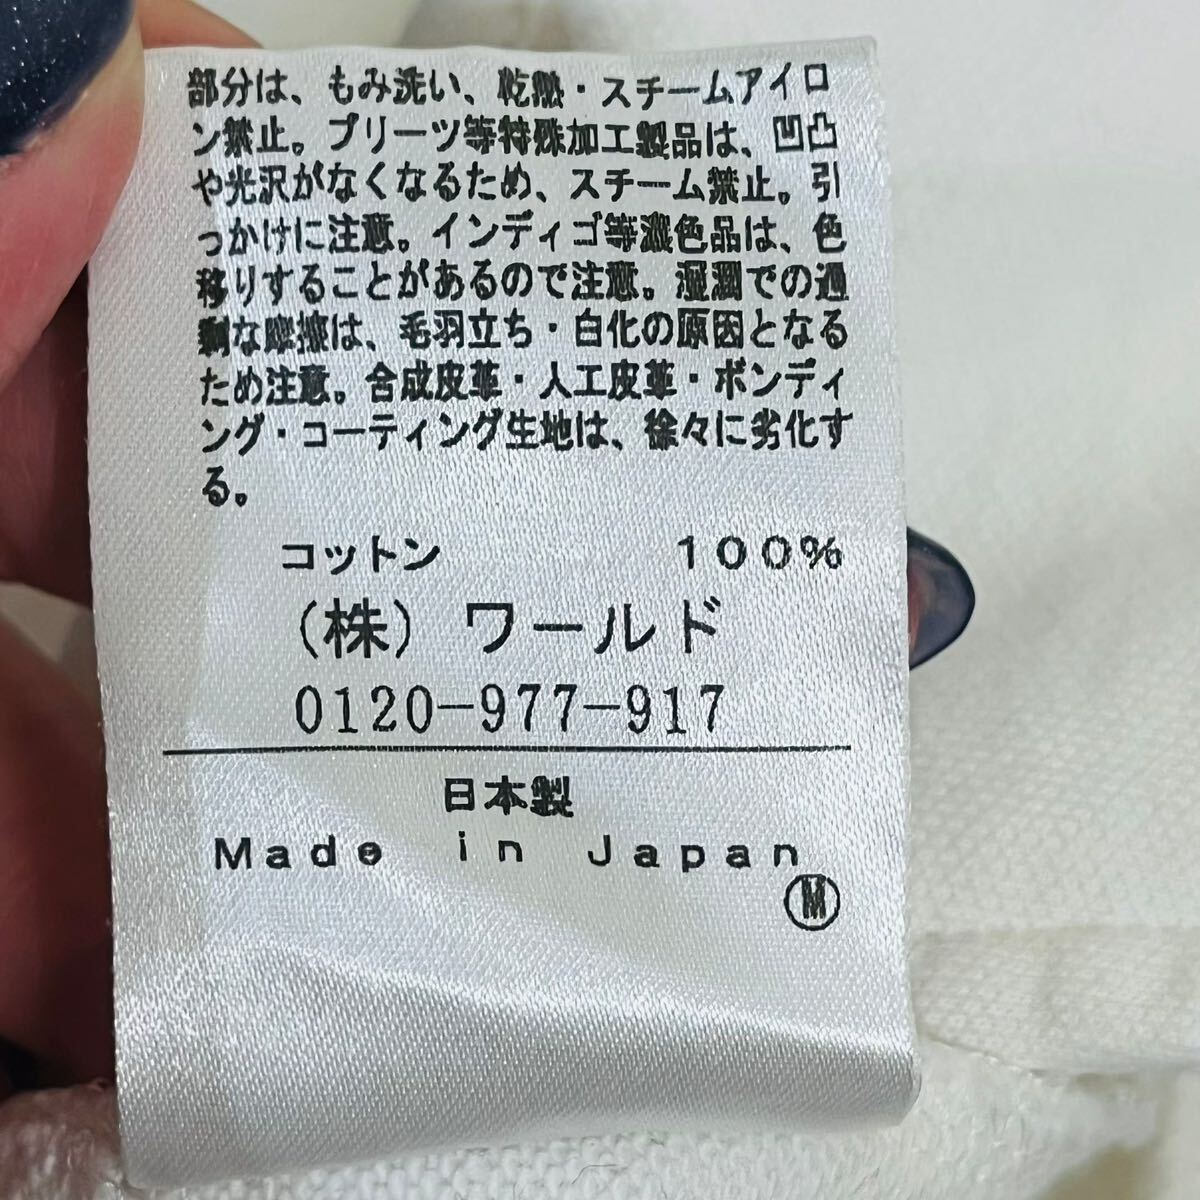 部分は、もみ洗い、乾熱・スチームアイロ
ン禁止。プリーツ等特殊加工製品は、凹凸
や光沢がなくなるため、スチーム禁止。引
っかけに注意。インディゴ等濃色品は、色
移りすることがあるので注意。湿潤での過
剰な摩擦は、毛羽立ち・白化の原因となる
ため注意。合成皮革・人工皮革・ボンディ
ング・コーティング生地は、徐々に劣化す
る。
コットン 100%
(株) ワールド
0120-977-917
日本製
Made in Japan
Ⓜ